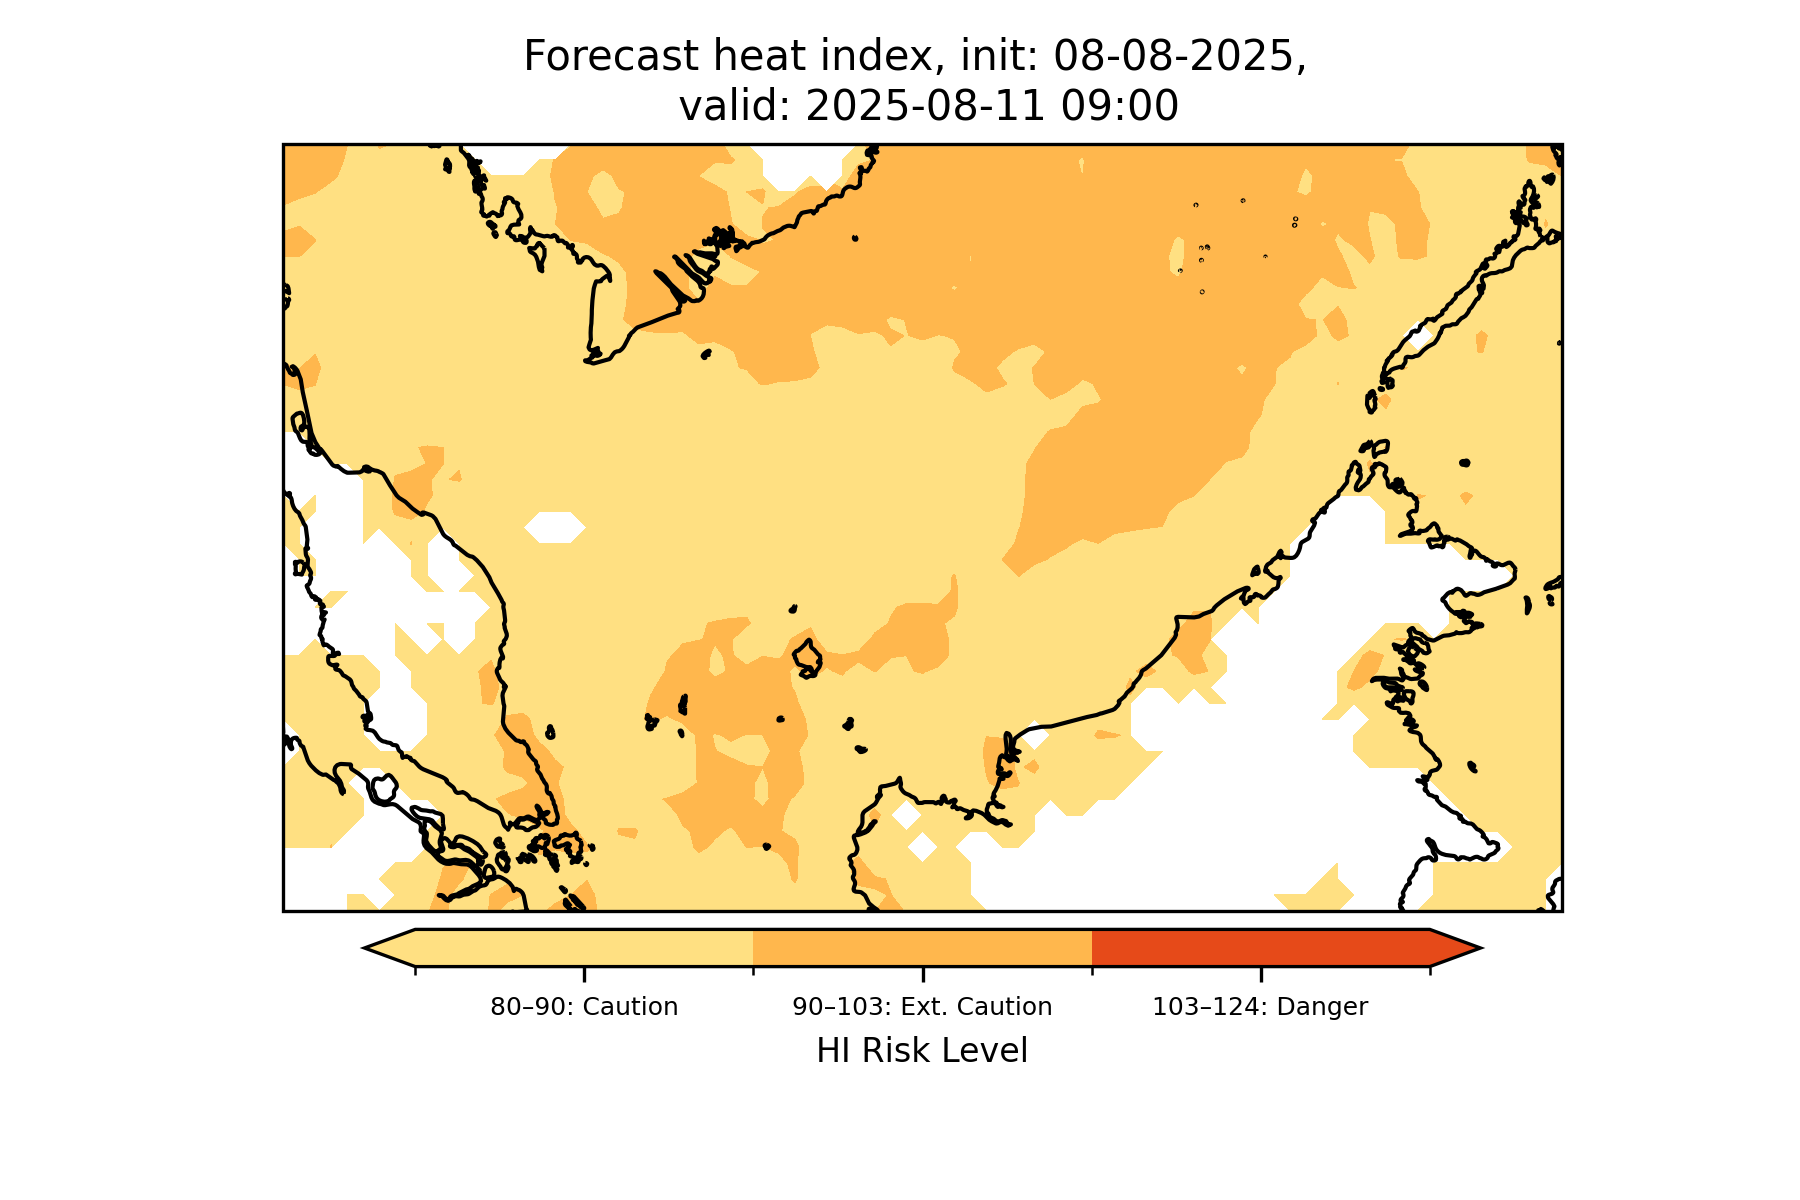 Forecast heat index, init: 08-08-2025,
valid: 2025-08-11 09:00
80–90: Caution
90–103: Ext. Caution
103–124: Danger
HI Risk Level